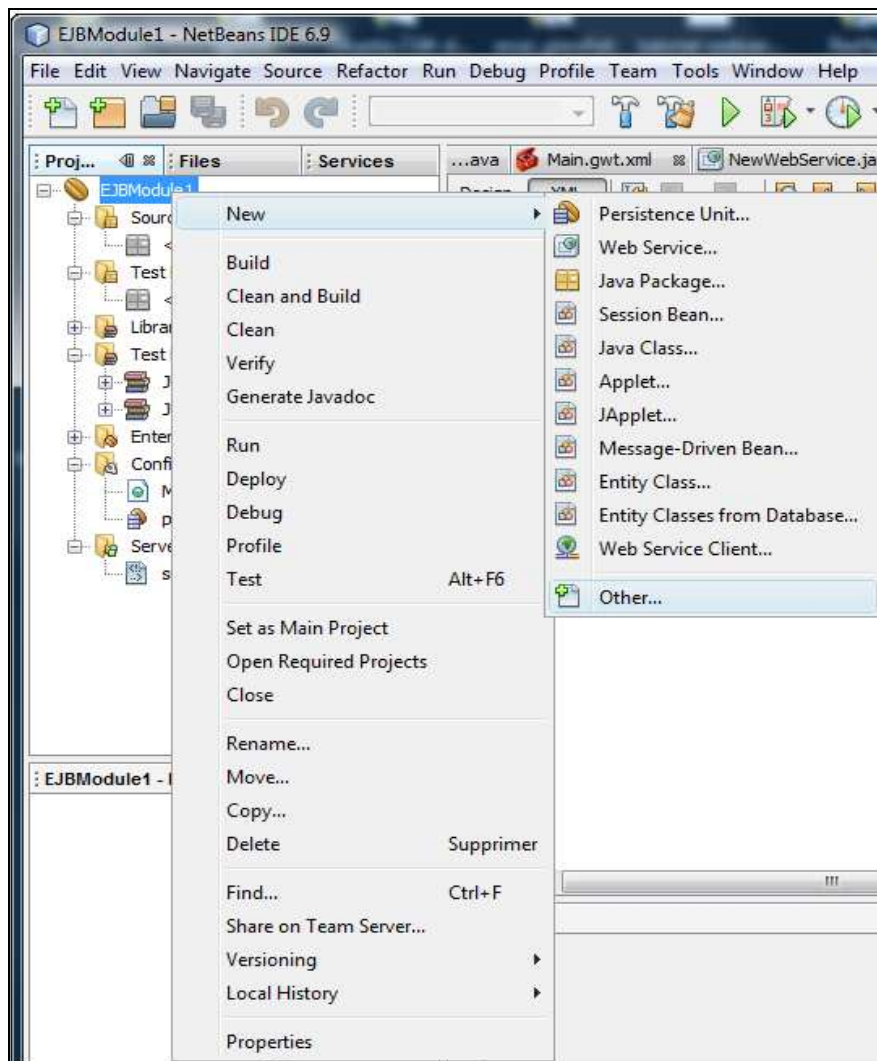 EJBModule1 - NetBeans IDE 6.9
File Edit View Navigate Source Refactor Run Debug Profile Team Tools Window Help
Proj... Files Services
...ava Main.gwt.xml NewWebService.ja
EJBModule1
Sourc
<
Test
<
Librar
Test
J
J
Enter
Confi
M
p
Serve
s
EJBModule1 -
New
Build
Clean and Build
Clean
Verify
Generate Javadoc
Run
Deploy
Debug
Profile
Test Alt+F6
Set as Main Project
Open Required Projects
Close
Rename...
Move...
Copy...
Delete Supprimer
Find... Ctrl+F
Share on Team Server...
Versioning
Local History
Properties
Persistence Unit...
Web Service...
Java Package...
Session Bean...
Java Class...
Applet...
JApplet...
Message-Driven Bean...
Entity Class...
Entity Classes from Database...
Web Service Client...
Other...